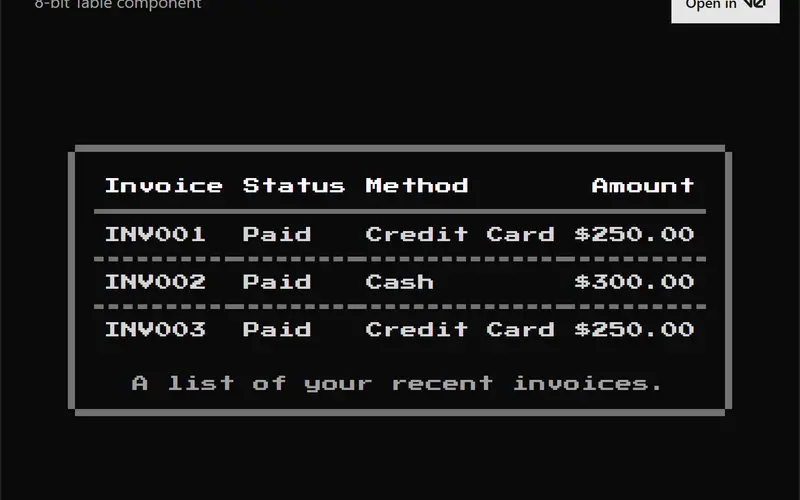 8-bit Table component
Open in v0
Invoice Status Method Amount
INV001 Paid Credit Card $250.00
INV002 Paid Cash $300.00
INV003 Paid Credit Card $250.00
A list of your recent invoices.